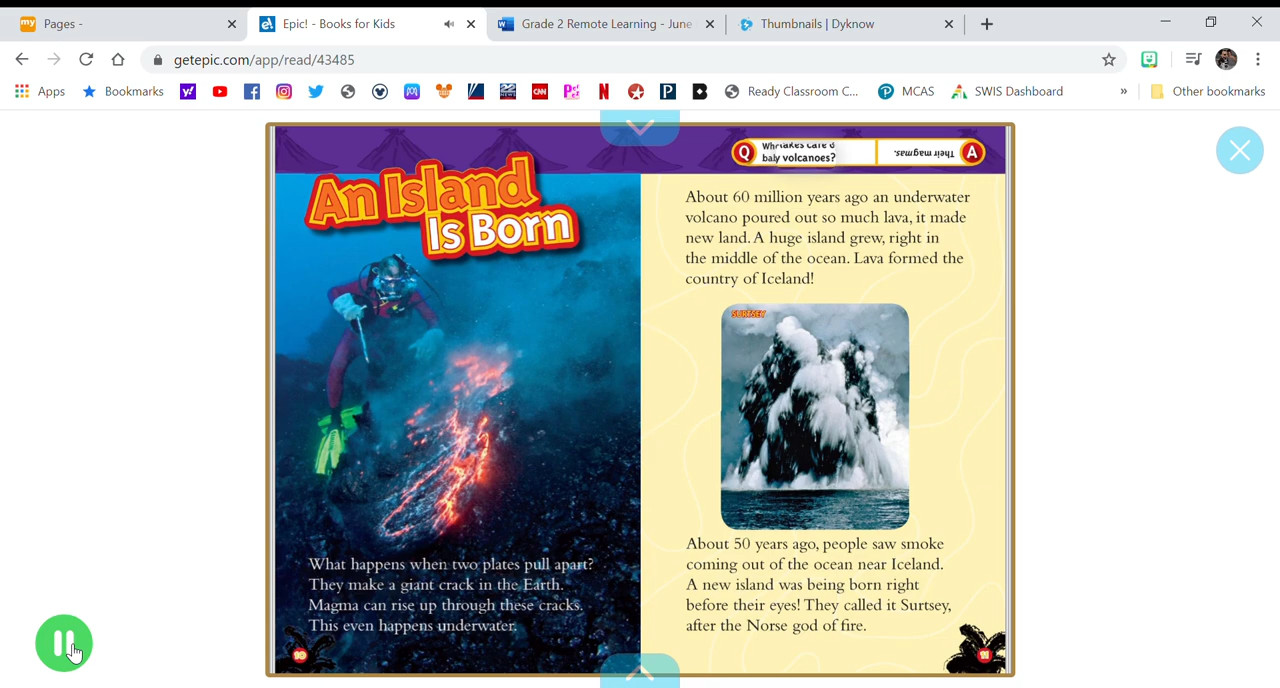 Pages -
Epic! - Books for Kids
Grade 2 Remote Learning - June
Thumbnails | Dyknow
getepic.com/app/read/43485
Apps
Bookmarks
Ready Classroom C...
MCAS
SWIS Dashboard
»
Other bookmarks
An Island
Is Born
What happens when two plates pull apart?
They make a giant crack in the Earth.
Magma can rise up through these cracks.
This even happens underwater.
10
Q
takes care
baby volcanoes?
Their magmas.
A
About 60 million years ago an underwater
volcano poured out so much lava, it made
new land. A huge island grew, right in
the middle of the ocean. Lava formed the
country of Iceland!
SURTSEY
About 50 years ago, people saw smoke
coming out of the ocean near Iceland.
A new island was being born right
before their eyes! They called it Surtsey,
after the Norse god of fire.
11